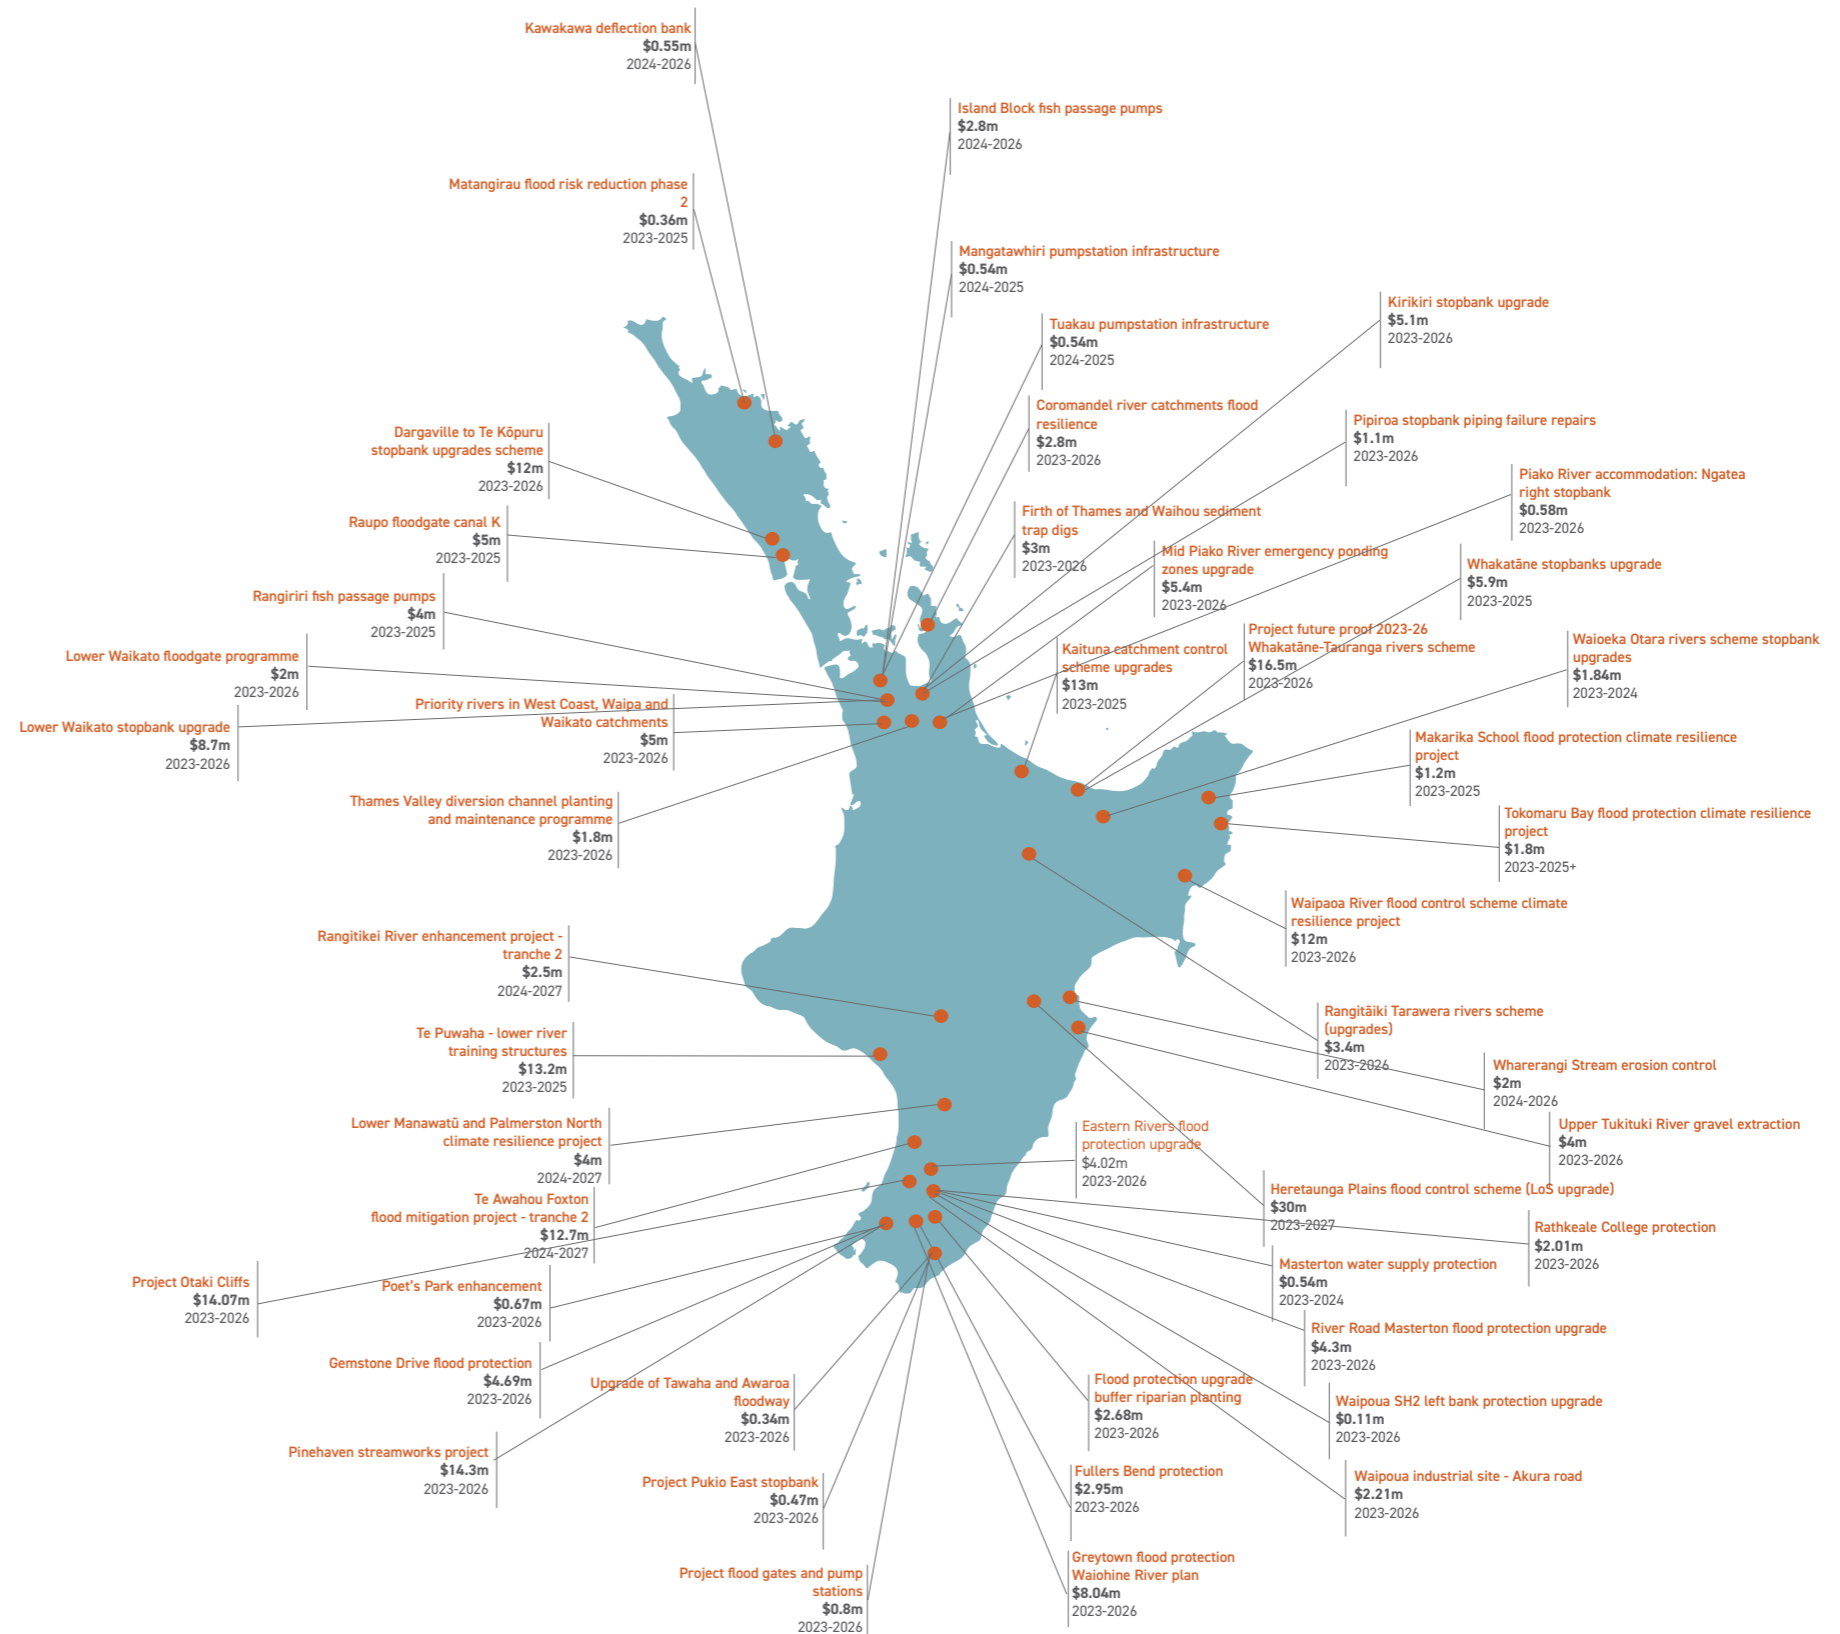 Kawakawa deflection bank
$0.55m
2024-2026
Island Block fish passage pumps
$2.8m
2024-2026
Matangirau flood risk reduction phase
2
$0.36m
2023-2025
Mangatawhiri pumpstation infrastructure
$0.54m
2024-2025
Kirikiri stopbank upgrade
$5.1m
2023-2026
Tuakau pumpstation infrastructure
$0.54m
2024-2025
Coromandel river catchments flood
resilience
$2.8m
2023-2026
Pipiroa stopbank piping failure repairs
$1.1m
2023-2026
Dargaville to Te Kōpuru
stopbank upgrades scheme
$12m
2023-2026
Piako River accommodation: Ngatea
right stopbank
$0.58m
2023-2026
Firth of Thames and Waihou sediment
trap digs
$3m
2023-2026
Raupo floodgate canal K
$5m
2023-2025
Mid Piako River emergency ponding
zones upgrade
$5.4m
2023-2026
Whakatāne stopbanks upgrade
$5.9m
2023-2025
Rangiriri fish passage pumps
$4m
2023-2025
Project future proof 2023-26
Whakatāne-Tauranga rivers scheme
$16.5m
2023-2026
Waioeka Otara rivers scheme stopbank
upgrades
$1.84m
2023-2024
Kaituna catchment control
scheme upgrades
$13m
2023-2025
Lower Waikato floodgate programme
$2m
2023-2026
Priority rivers in West Coast, Waipa and
Waikato catchments
$5m
2023-2026
Lower Waikato stopbank upgrade
$8.7m
2023-2026
Makarika School flood protection climate resilience
project
$1.2m
2023-2025
Thames Valley diversion channel planting
and maintenance programme
$1.8m
2023-2026
Tokomaru Bay flood protection climate resilience
project
$1.8m
2023-2025+
Waipaoa River flood control scheme climate
resilience project
$12m
2023-2026
Rangitikei River enhancement project -
tranche 2
$2.5m
2024-2027
Rangitāiki Tarawera rivers scheme
(upgrades)
$3.4m
2023-2026
Te Puwaha - lower river
training structures
$13.2m
2023-2025
Wharerangi Stream erosion control
$2m
2024-2026
Lower Manawatū and Palmerston North
climate resilience project
$4m
2024-2027
Eastern Rivers flood
protection upgrade
$4.02m
2023-2026
Upper Tukituki River gravel extraction
$4m
2023-2026
Te Awahou Foxton
flood mitigation project - tranche 2
$12.7m
2024-2027
Heretaunga Plains flood control scheme (LoS upgrade)
$30m
2023-2027
Rathkeale College protection
$2.01m
2023-2026
Project Otaki Cliffs
$14.07m
2023-2026
Poet's Park enhancement
$0.67m
2023-2026
Masterton water supply protection
$0.54m
2023-2024
River Road Masterton flood protection upgrade
$4.3m
2023-2026
Gemstone Drive flood protection
$4.69m
2023-2026
Upgrade of Tawaha and Awaroa
floodway
$0.34m
2023-2026
Flood protection upgrade
buffer riparian planting
$2.68m
2023-2026
Waipoua SH2 left bank protection upgrade
$0.11m
2023-2026
Pinehaven streamworks project
$14.3m
2023-2026
Project Pukio East stopbank
$0.47m
2023-2026
Fullers Bend protection
$2.95m
2023-2026
Waipoua industrial site - Akura road
$2.21m
2023-2026
Project flood gates and pump
stations
$0.8m
2023-2026
Greytown flood protection
Waiohine River plan
$8.04m
2023-2026